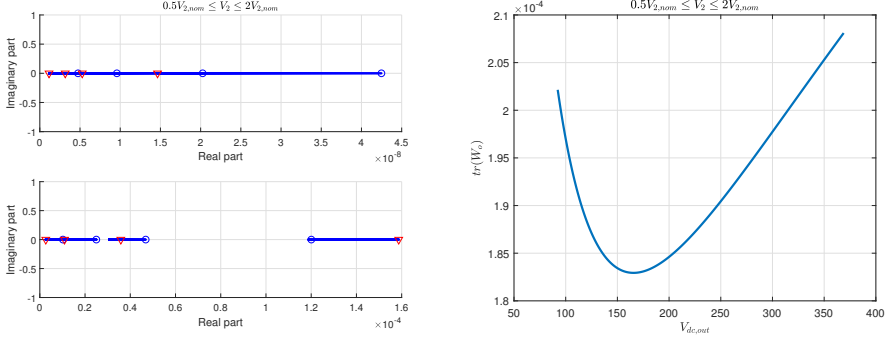 0.5V_{2,nom} ≤ V_2 ≤ 2V_{2,nom}
1
0.5
0
-0.5
-1
Imaginary part
0 0.5 1 1.5 2 2.5 3 3.5 4 4.5
Real part
×10^{-8}
1
0.5
0
-0.5
-1
Imaginary part
0 0.2 0.4 0.6 0.8 1 1.2 1.4 1.6
Real part
×10^{-4}
0.5V_{2,nom} ≤ V_2 ≤ 2V_{2,nom}
×10^{-4}
2.1
2.05
2
1.95
1.9
1.85
1.8
tr(W_o)
50 100 150 200 250 300 350 400
V_{dc,out}